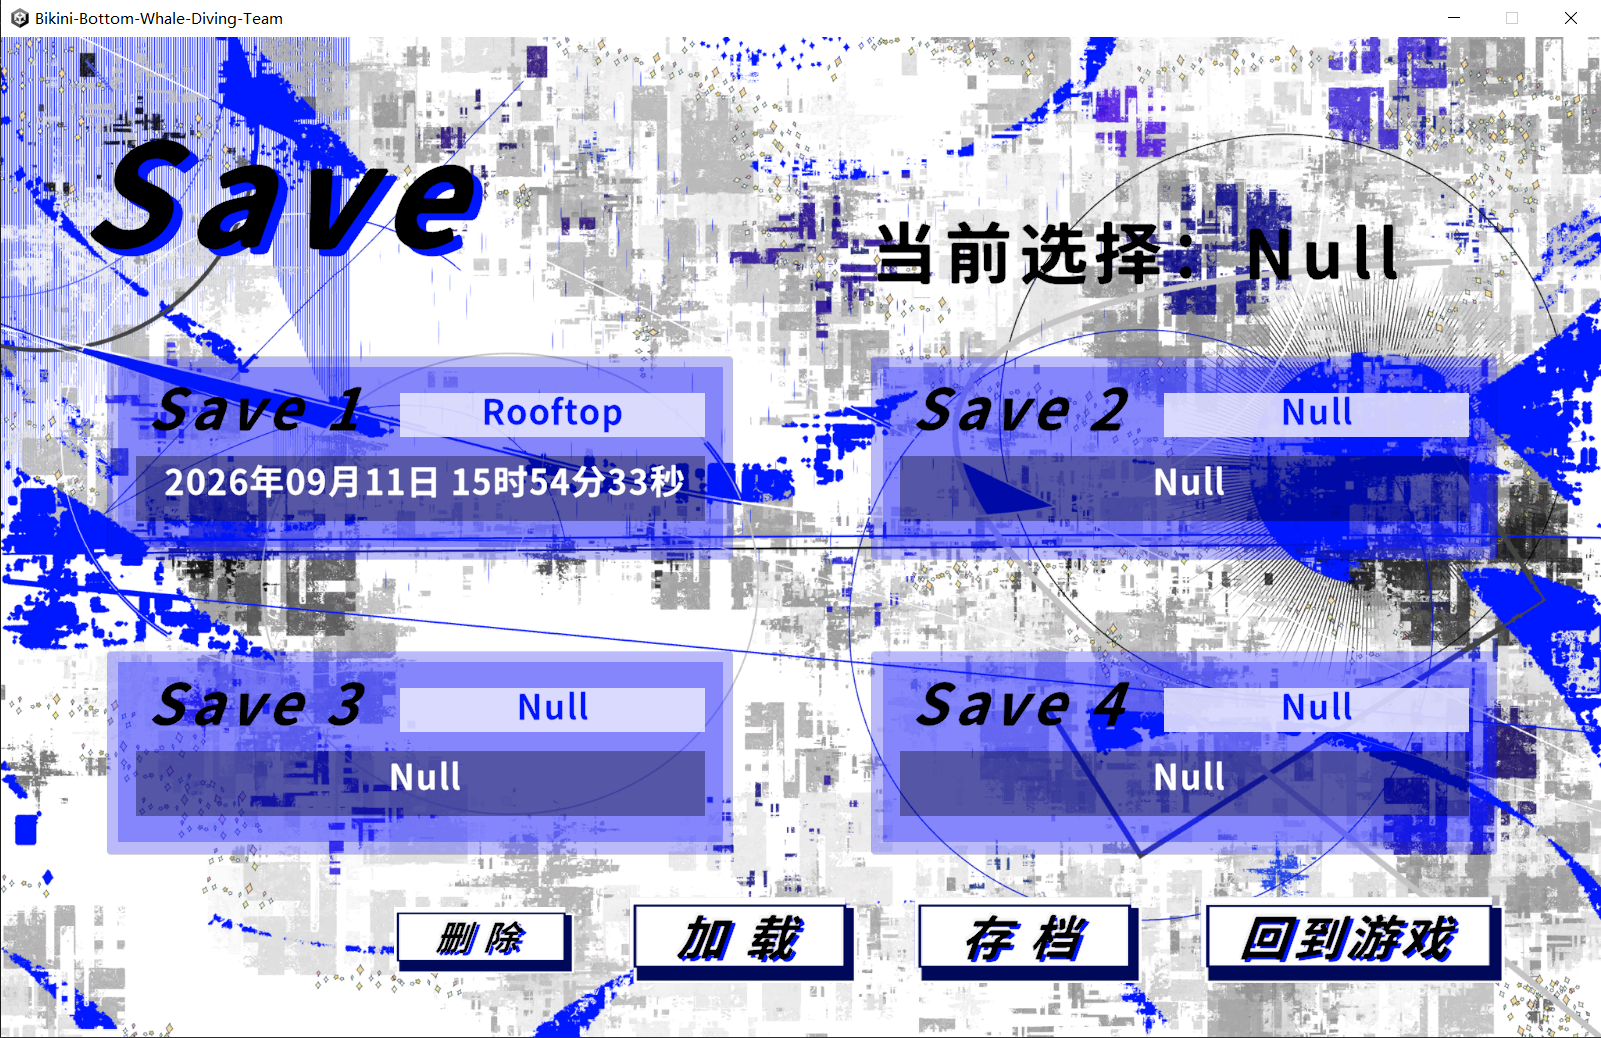 Bikini-Bottom-Whale-Diving-Team
Save
当前选择：Null
Save 1
Rooftop
2026年09月11日 15时54分33秒
Save 2
Null
Null
Save 3
Null
Null
Save 4
Null
Null
删除
加载
存档
回到游戏